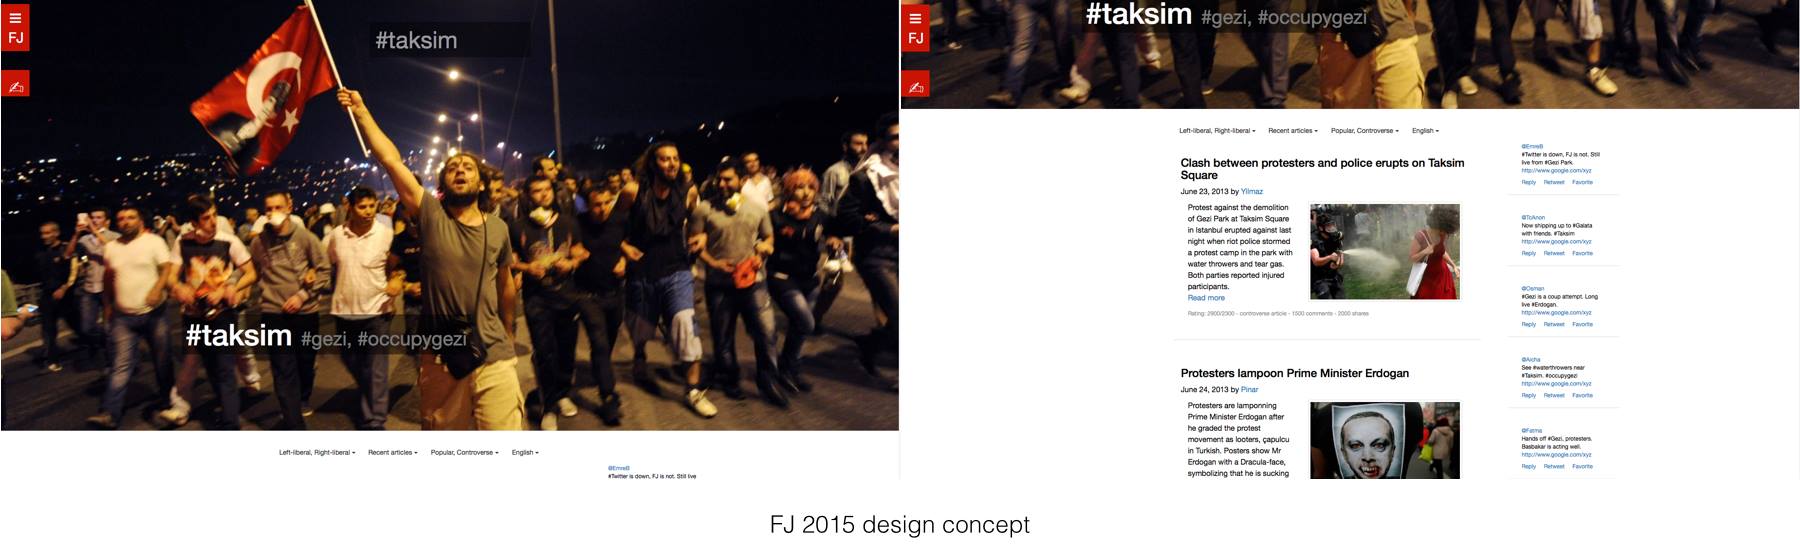 FJ
#taksim
#taksim #gezi, #occupygezi
Left-liberal, Right-liberal
Recent articles
Popular, Controverse
English
@EmreB
#Twitter is down, FJ is not. Still live
FJ
#taksim #gezi, #occupygezi
Left-liberal, Right-liberal
Recent articles
Popular, Controverse
English
Clash between protesters and police erupts on Taksim
Square
June 23, 2013 by Yilmaz
Protest against the demolition
of Gezi Park at Taksim Square
in Istanbul erupted against last
night when riot police stormed
a protest camp in the park with
water throwers and tear gas.
Both parties reported injured
participants.
Read more
Rating: 2900/2300 - controverse article - 1500 comments - 2000 shares
Protesters lampoon Prime Minister Erdogan
June 24, 2013 by Pinar
Protesters are lamponning
Prime Minister Erdogan after
he graded the protest
movement as looters, çapulcu
in Turkish. Posters show Mr
Erdogan with a Dracula-face,
symbolizing that he is sucking
@EmreB
#Twitter is down, FJ is not. Still
live from #Gezi Park.
http://www.google.com/xyz
Reply Retweet Favorite
@TcAnon
Now shipping up to #Galata
with friends. #Taksim
http://www.google.com/xyz
Reply Retweet Favorite
@Osman
#Gezi is a coup attempt. Long
live #Erdogan.
http://www.google.com/xyz
Reply Retweet Favorite
@Aicha
See #waterthrowers near
#Taksim. #occupygezi
http://www.google.com/xyz
Reply Retweet Favorite
@Fatma
Hands off #Gezi, protesters.
Basbakar is acting well.
http://www.google.com/xyz
Reply Retweet Favorite
FJ 2015 design concept